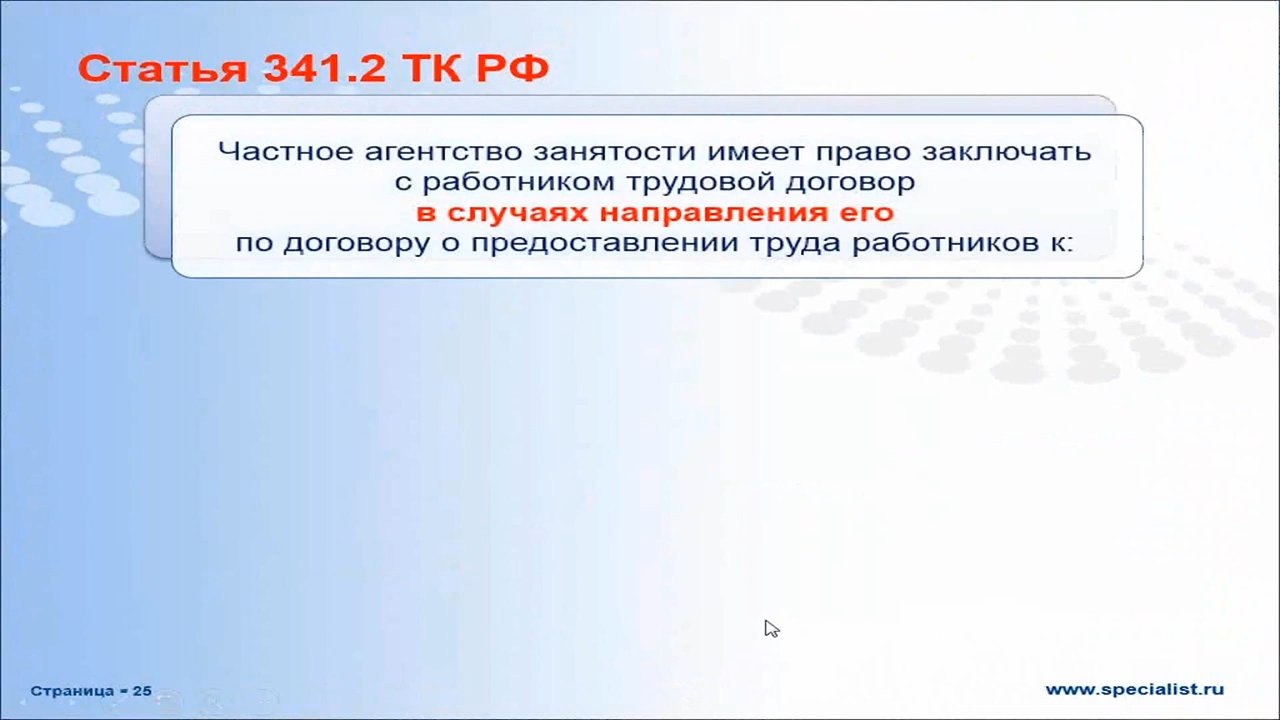 Статья 341.2 ТК РФ
Частное агентство занятости имеет право заключать
с работником трудовой договор
в случаях направления его
по договору о предоставлении труда работников к:
Страница = 25
www.specialist.ru